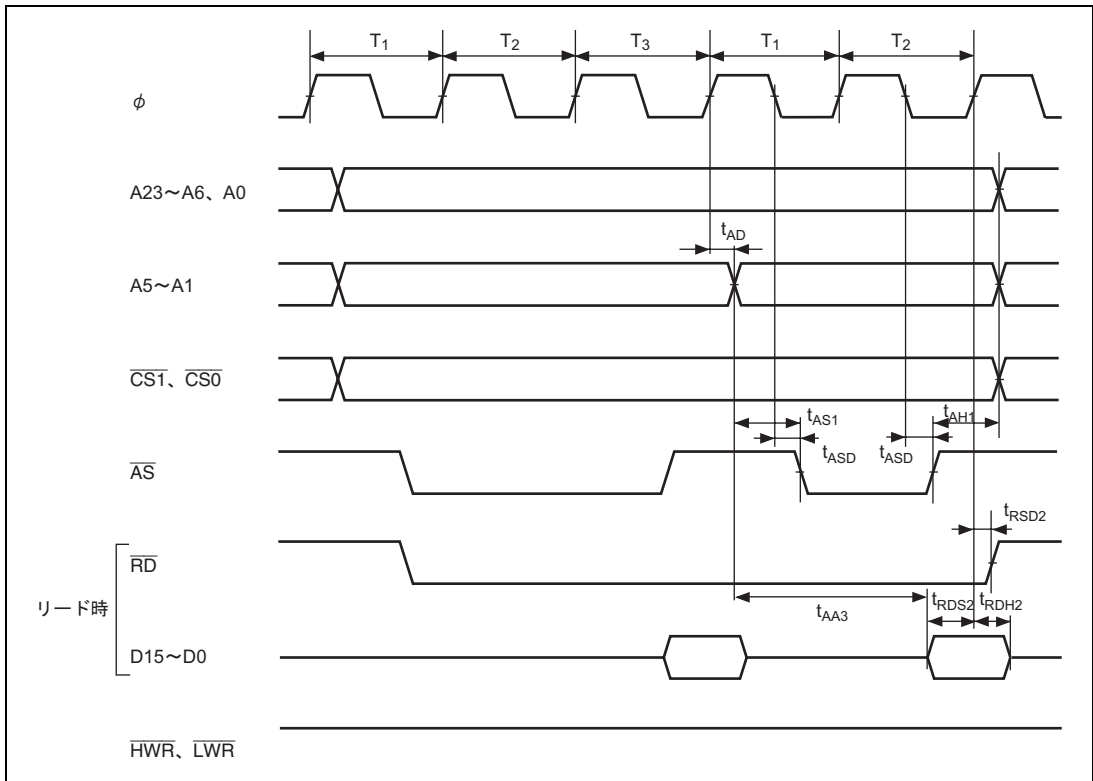 T1 T2 T3 T1 T2
φ
A23〜A6、A0
tAD
A5〜A1
CS1、CS0
tAS1 tAH1
tASD tASD
AS
tRSD2
RD
リード時
tAA3 tRDS2 tRDH2
D15〜D0
HWR、LWR